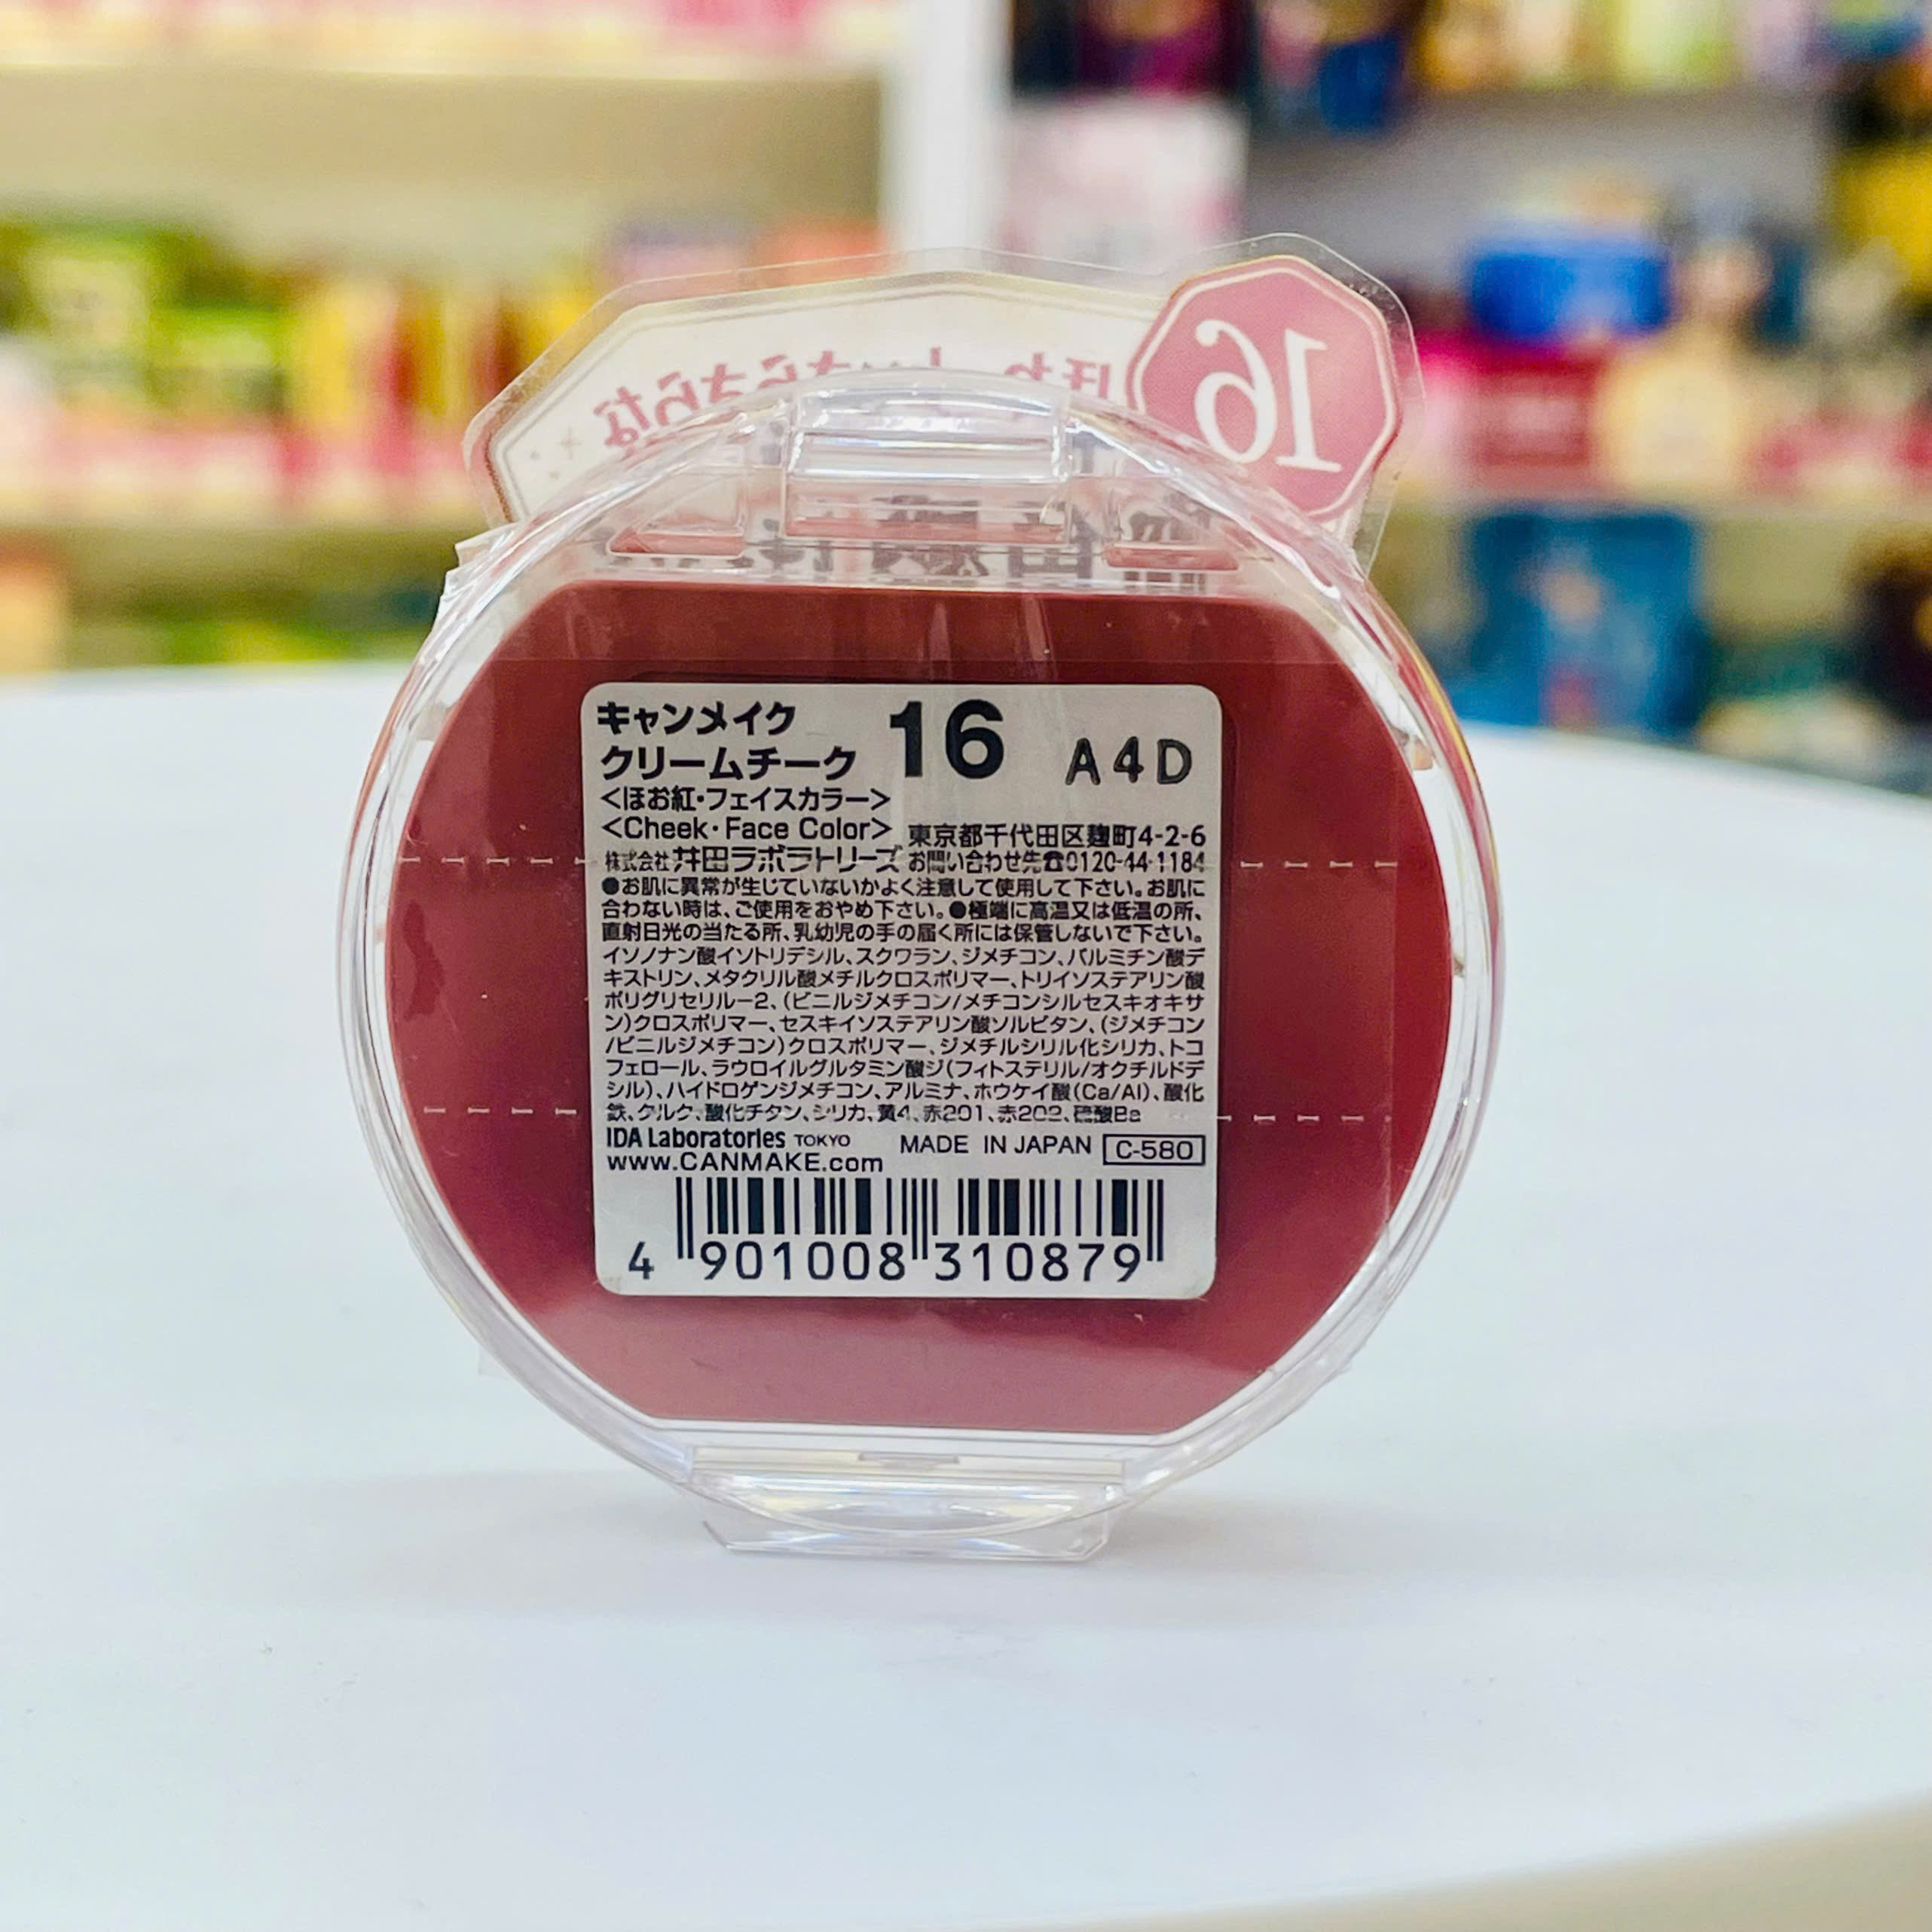 16
さらさらな
キャンメイク
クリームチーク
16
A4D
<ほお紅・フェイスカラー>
<Cheek・Face Color>
東京都千代田区麹町4-2-6
株式会社井田ラボラトリーズ お問い合わせ先☎0120-44-1184
●お肌に異常が生じていないかよく注意して使用して下さい。お肌に
合わない時は、ご使用をおやめ下さい。●極端に高温又は低温の所、
直射日光の当たる所、乳幼児の手の届く所には保管しないで下さい。
イソノナン酸イソトリデシル、スクワラン、ジメチコン、パルミチン酸デ
キストリン、メタクリル酸メチルクロスポリマー、トリイソステアリン酸
ポリグリセリル-2、(ビニルジメチコン/メチコンシルセスキオキサ
ン)クロスポリマー、セスキイソステアリン酸ソルビタン、(ジメチコン
/ビニルジメチコン)クロスポリマー、ジメチルシリル化シリカ、トコ
フェロール、ラウロイルグルタミン酸ジ(フィトステリル/オクチルドデ
シル)、ハイドロゲンジメチコン、アルミナ、ホウケイ酸(Ca/Al)、酸化
鉄、タルク、酸化チタン、シリカ、黄4、赤201、赤202、硫酸Ba
IDA Laboratories TOKYO MADE IN JAPAN C-580
www.CANMAKE.com
4 901008 310879